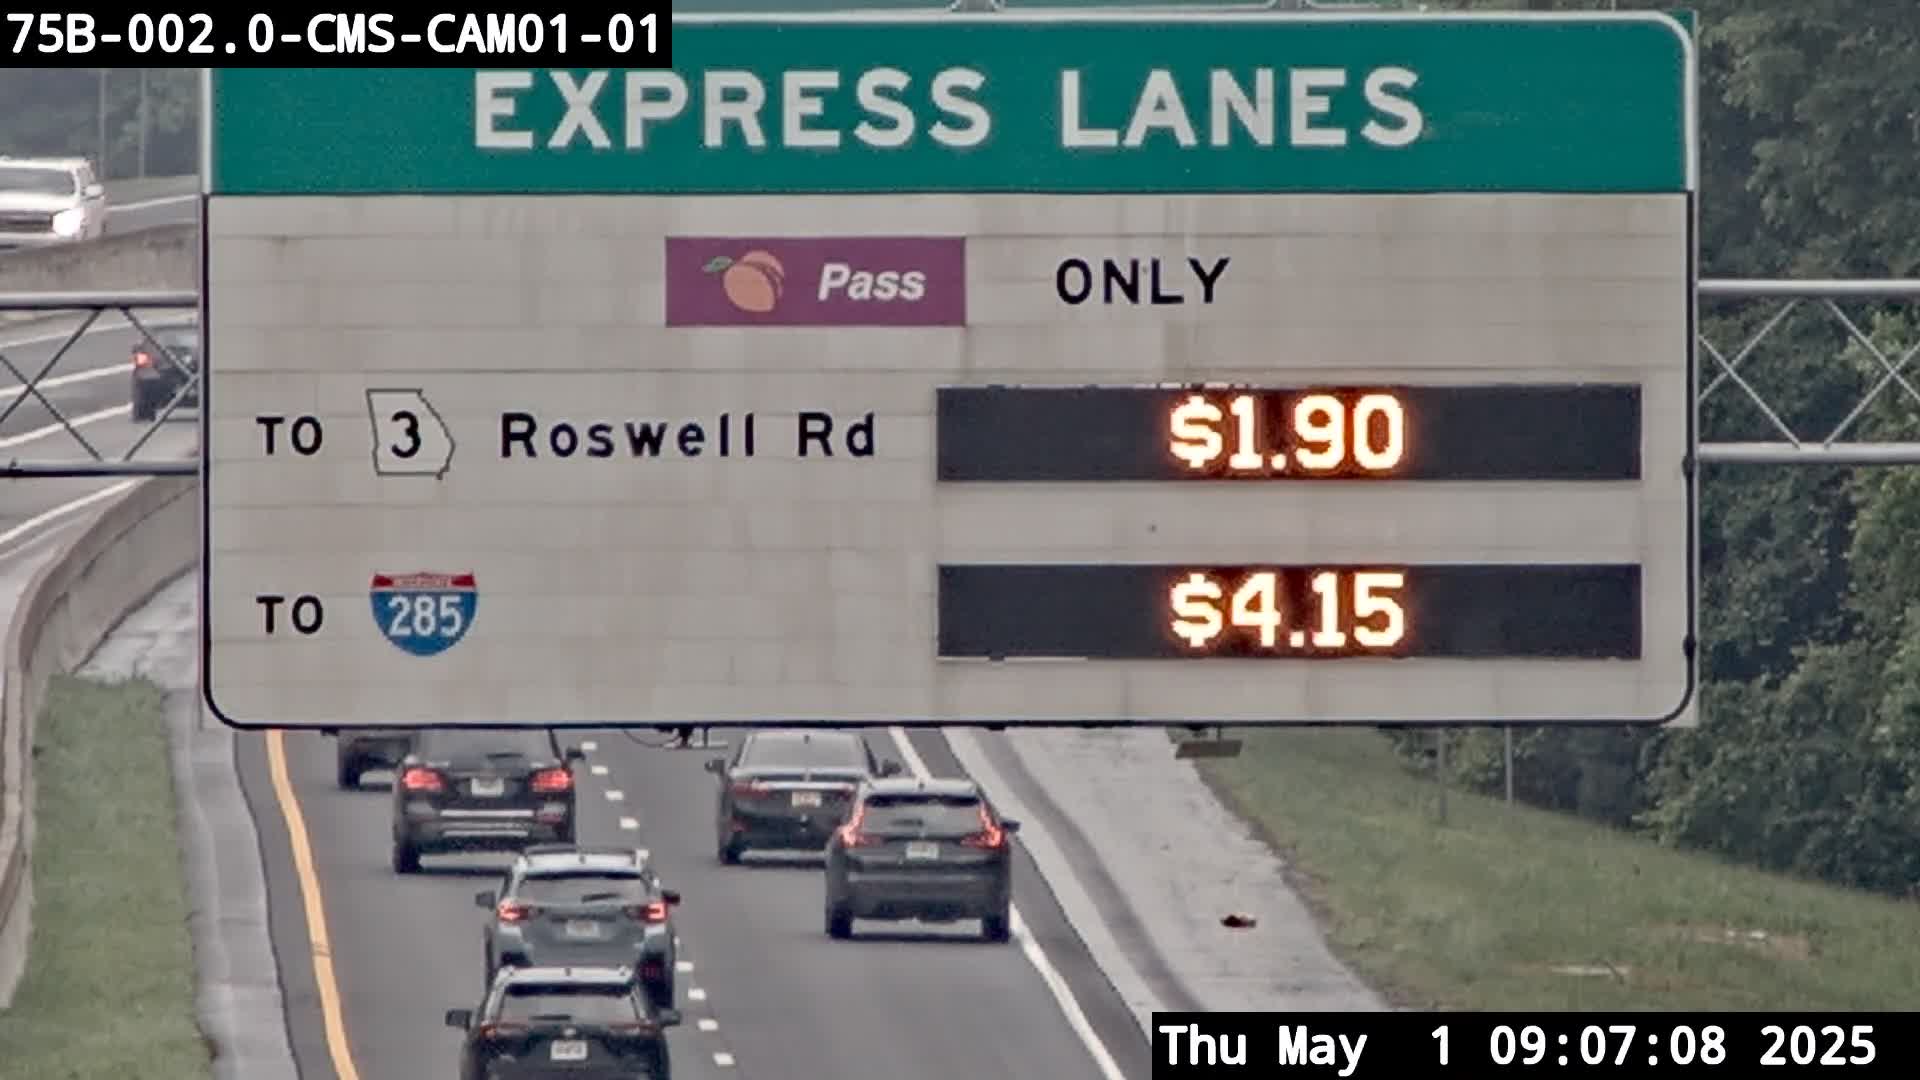 75B-002.0-CMS-CAM01-01
EXPRESS LANES
Pass ONLY
TO 3 Roswell Rd $1.90
TO INTERSTATE 285 $4.15
Thu May 1 09:07:08 2025